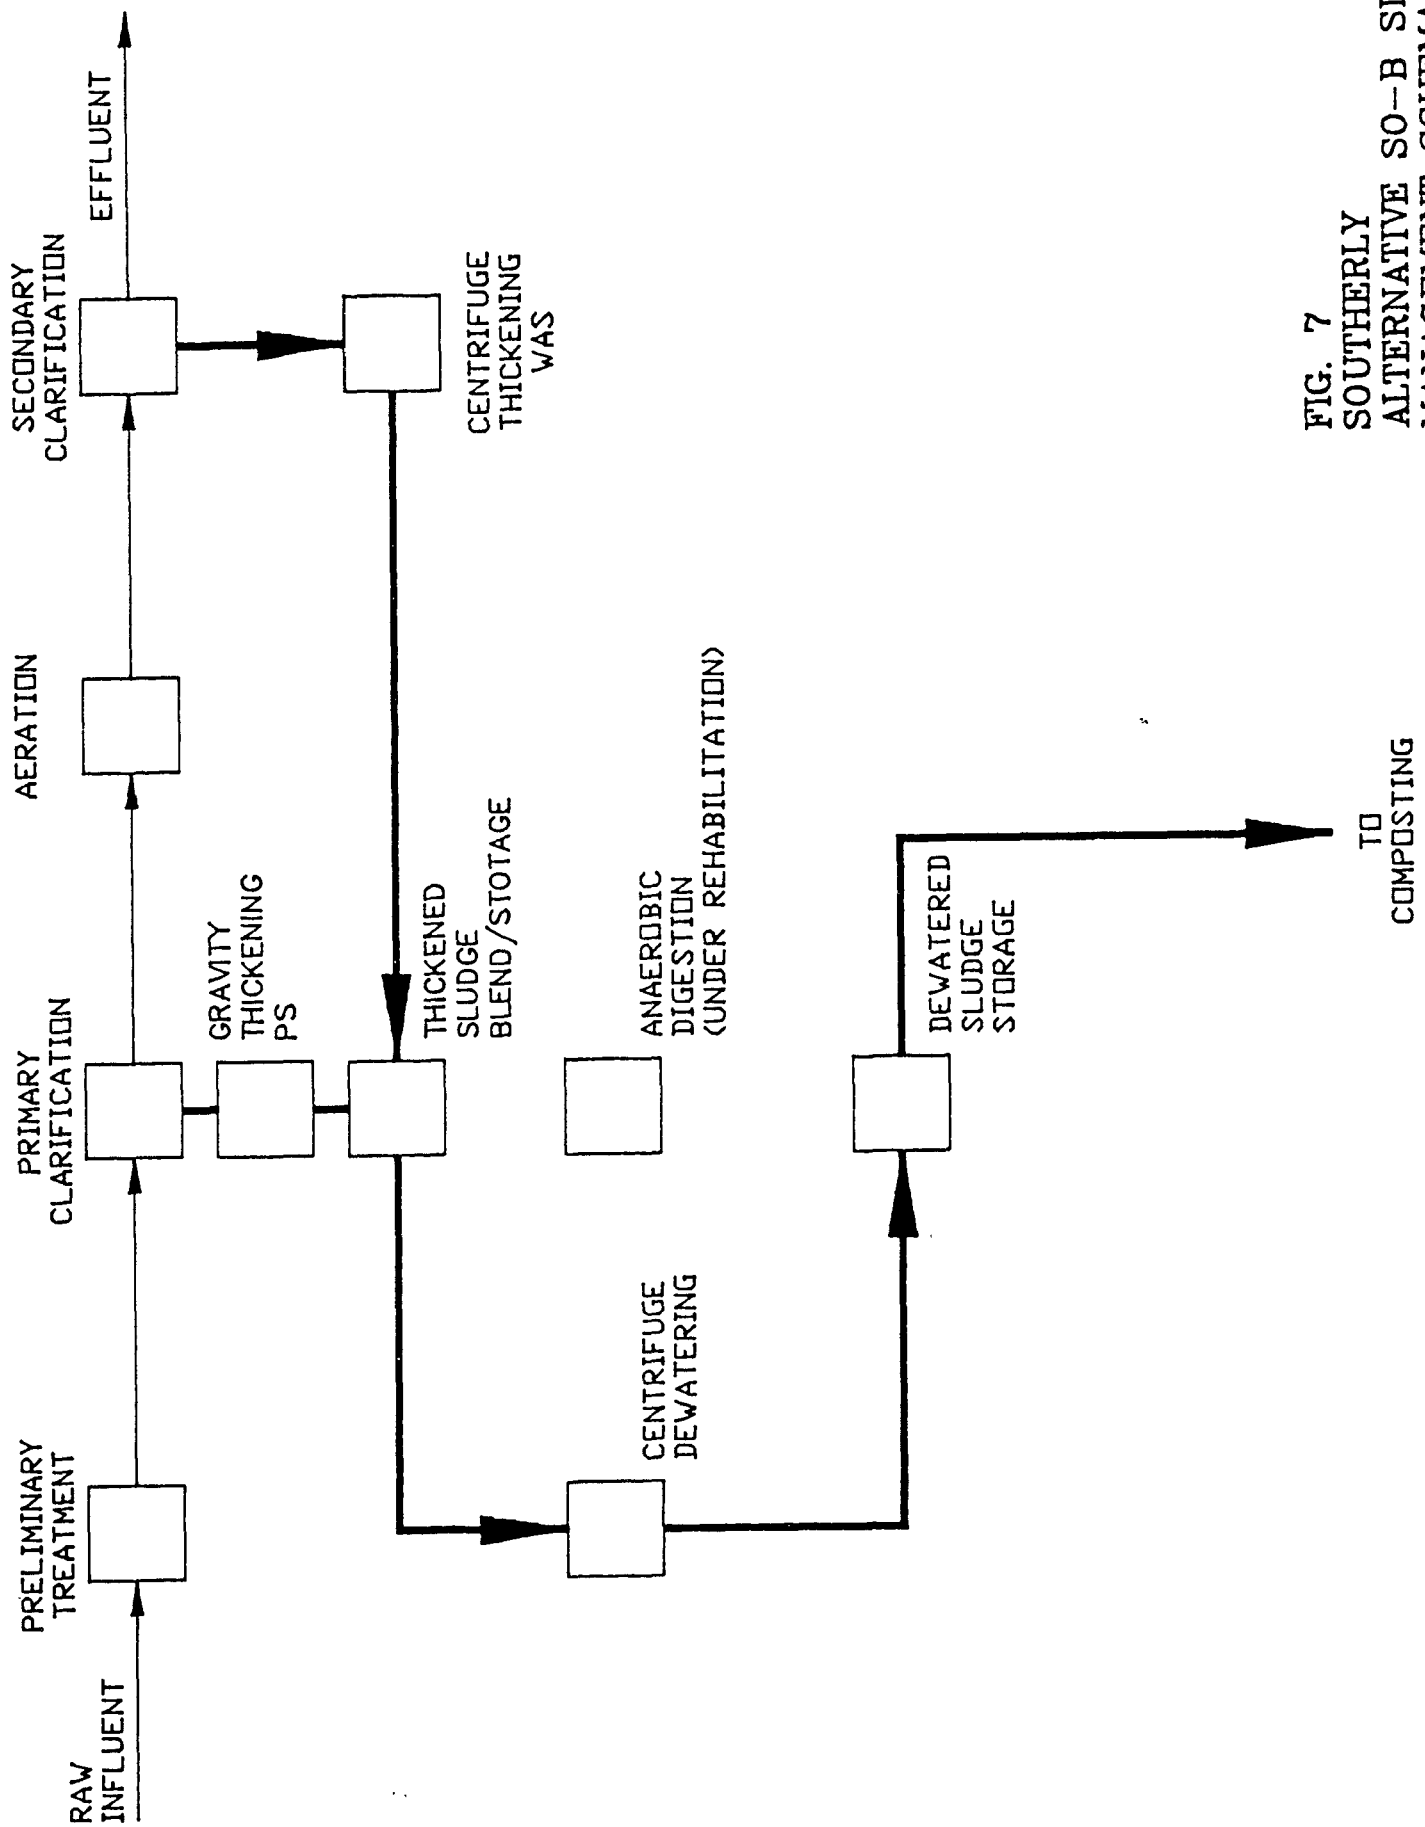 RAW
INFLUENT
PRELIMINARY
TREATMENT
PRIMARY
CLARIFICATION
AERATION
SECONDARY
CLARIFICATION
EFFLUENT
GRAVITY
THICKENING
PS
THICKENED
SLUDGE
BLEND/STOTAGE
CENTRIFUGE
THICKENING
WAS
CENTRIFUGE
DEWATERING
ANAEROBIC
DIGESTION
(UNDER REHABILITATION)
DEWATERED
SLUDGE
STORAGE
TO
COMPOSTING
FIG. 7
SOUTHERLY
ALTERNATIVE SO-B